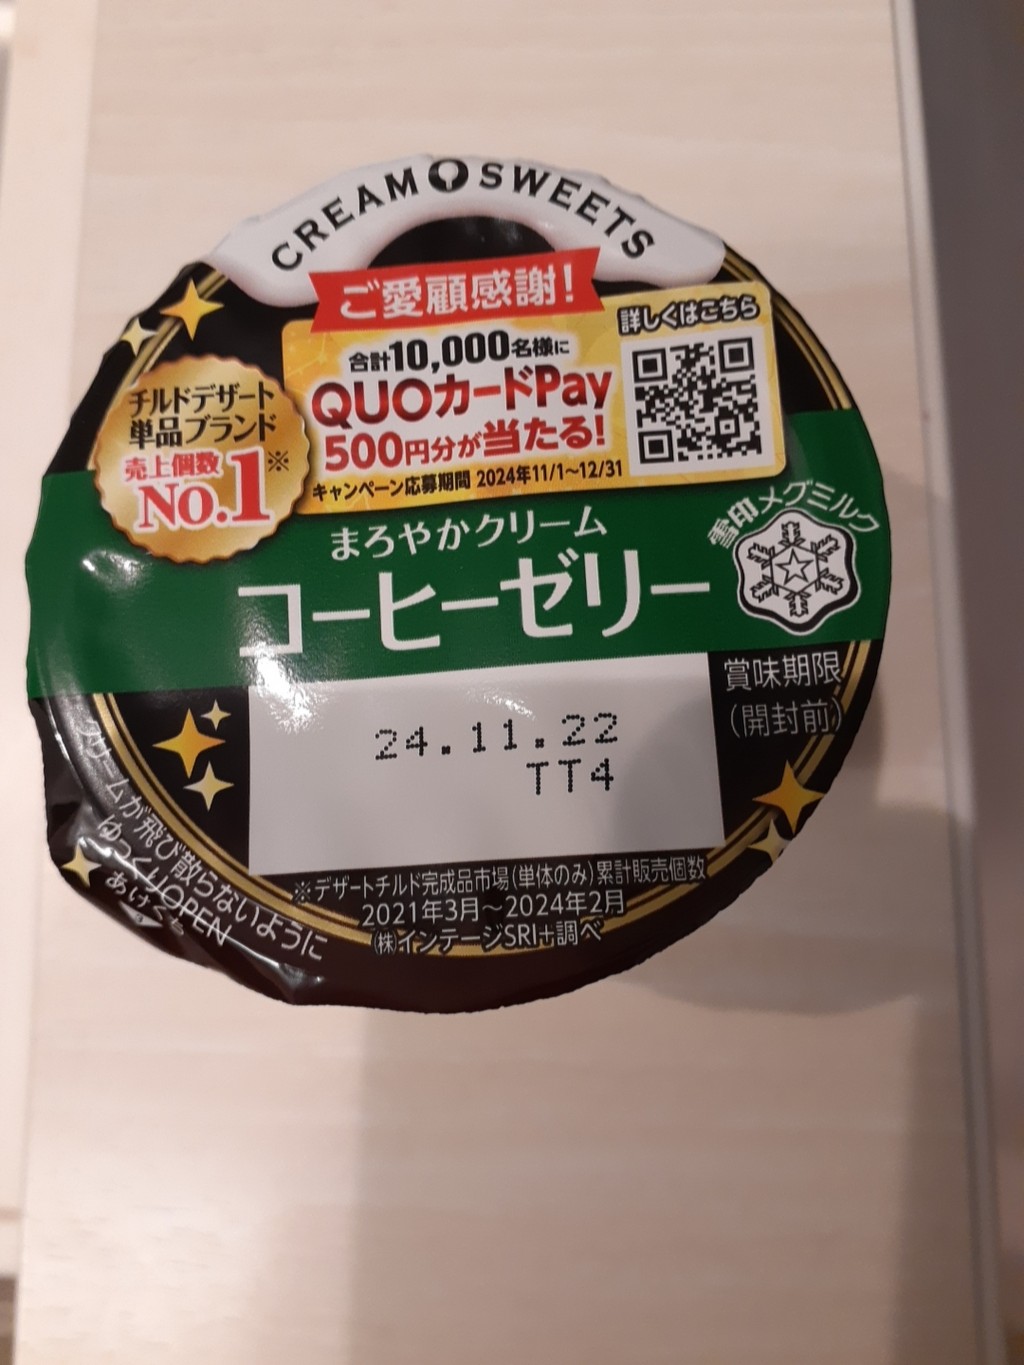 CREAM SWEETS
ご愛顧感謝!
詳しくはこちら
合計10,000名様に
QUOカードPay
500円分が当たる!
キャンペーン応募期間 2024年11/1～12/31
チルドデザート
単品ブランド
売上個数
No.1※
雪印メグミルク
まろやかクリーム
コーヒーゼリー
賞味期限
(開封前)
24.11.22
TT4
※デザートチルド完成品市場(単体のみ)累計販売個数
2021年3月～2024年2月
㈱インテージSRI+調べ
クリームが飛び散らないように
ゆっくりOPEN
あけくち